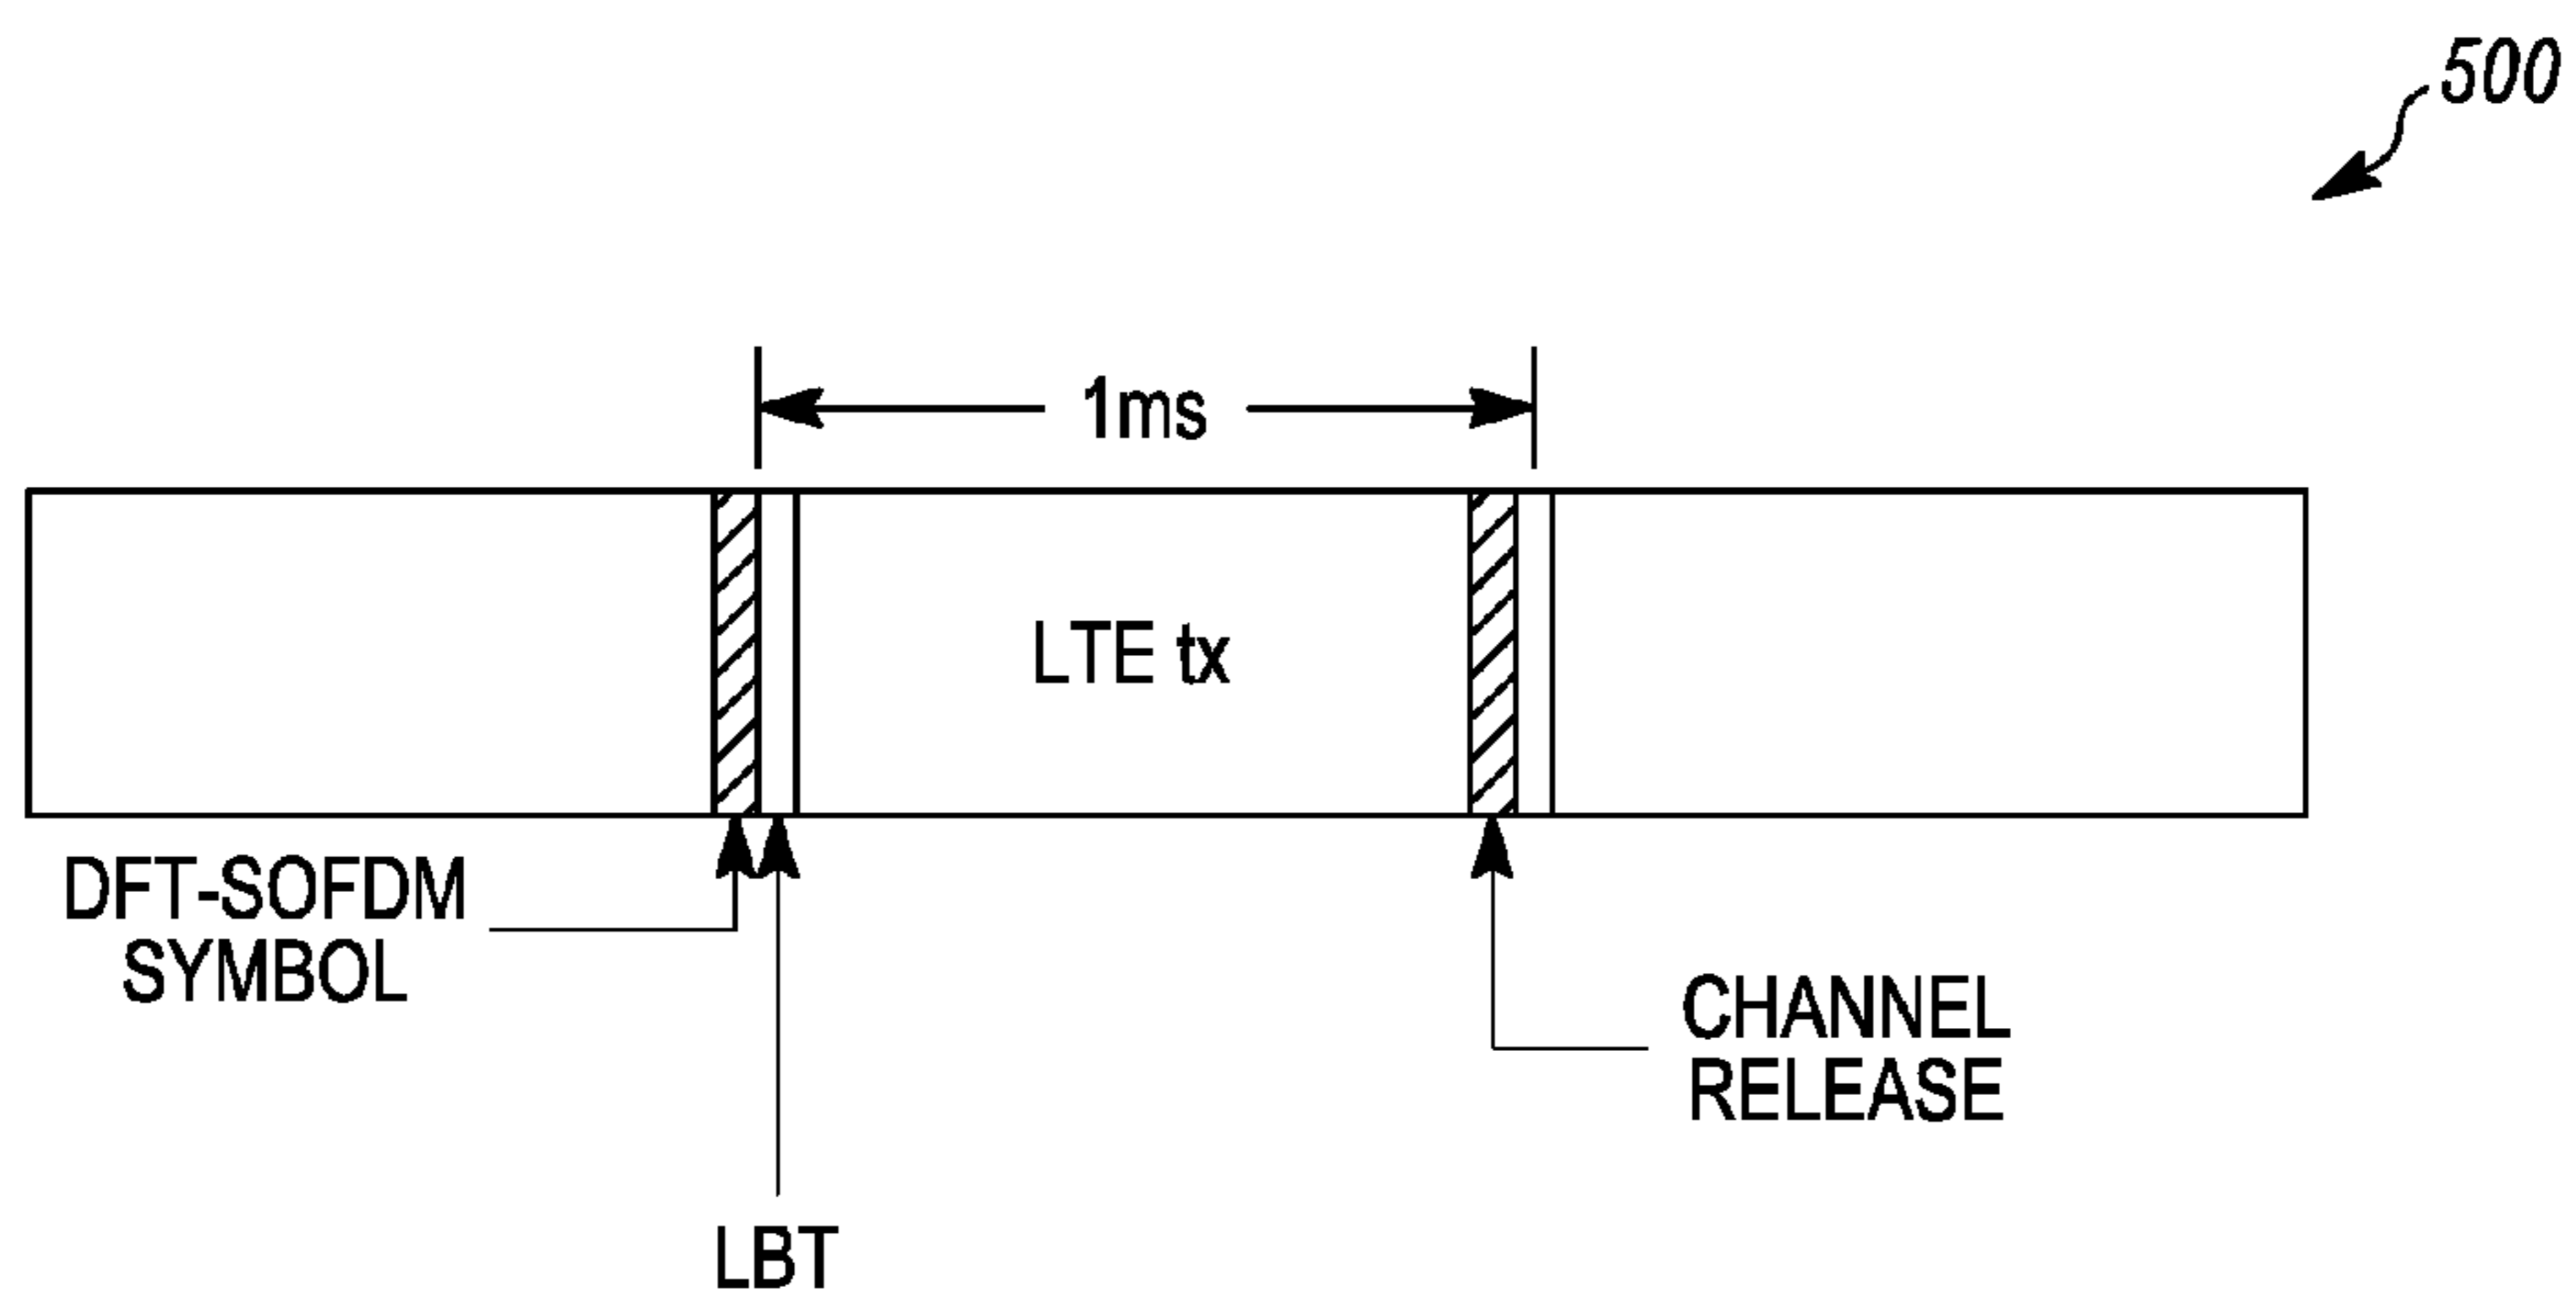 500
1ms
LTE tx
DFT-SOFDM
SYMBOL
CHANNEL
RELEASE
LBT